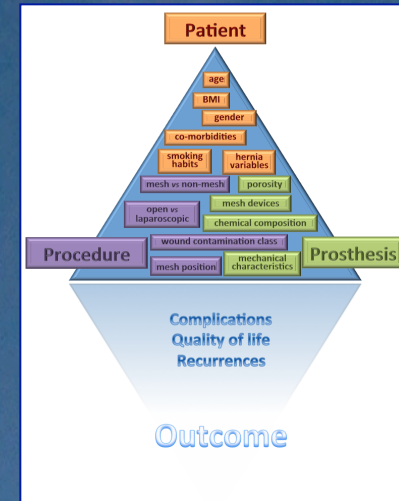 Patient
age
BMI
gender
co-morbidities
smoking
habits
hernia
variables
mesh vs non-mesh
porosity
mesh devices
open vs
laparoscopic
chemical composition
Procedure
wound contamination class
Prosthesis
mesh position
mechanical
characteristics
Complications
Quality of life
Recurrences
Outcome